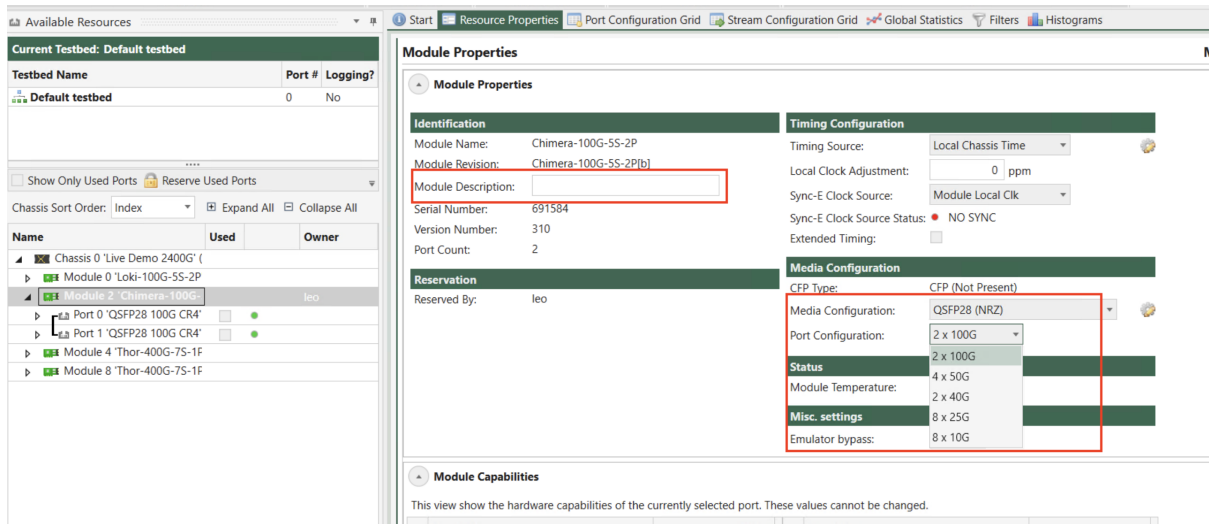 Available Resources
Start Resource Properties Port Configuration Grid Stream Configuration Grid Global Statistics Filters Histograms
Current Testbed: Default testbed
Testbed Name Port # Logging?
Default testbed 0 No
Show Only Used Ports Reserve Used Ports
Chassis Sort Order: Index Expand All Collapse All
Name Used Owner
Chassis 0 'Live Demo 2400G' (
Module 0 'Loki-100G-5S-2P
Module 2 'Chimera-100G- leo
Port 0 'QSFP28 100G CR4'
Port 1 'QSFP28 100G CR4'
Module 4 'Thor-400G-7S-1P
Module 8 'Thor-400G-7S-1P
Module Properties
Module Properties
Identification
Module Name: Chimera-100G-5S-2P
Module Revision: Chimera-100G-5S-2P[b]
Module Description:
Serial Number: 691584
Version Number: 310
Port Count: 2
Reservation
Reserved By: leo
Timing Configuration
Timing Source: Local Chassis Time
Local Clock Adjustment: 0 ppm
Sync-E Clock Source: Module Local Clk
Sync-E Clock Source Status: NO SYNC
Extended Timing:
Media Configuration
CFP Type: CFP (Not Present)
Media Configuration: QSFP28 (NRZ)
Port Configuration: 2 x 100G
2 x 100G
Status
4 x 50G
Module Temperature:
2 x 40G
Misc. settings
8 x 25G
Emulator bypass:
8 x 10G
Module Capabilities
This view show the hardware capabilities of the currently selected port. These values cannot be changed.